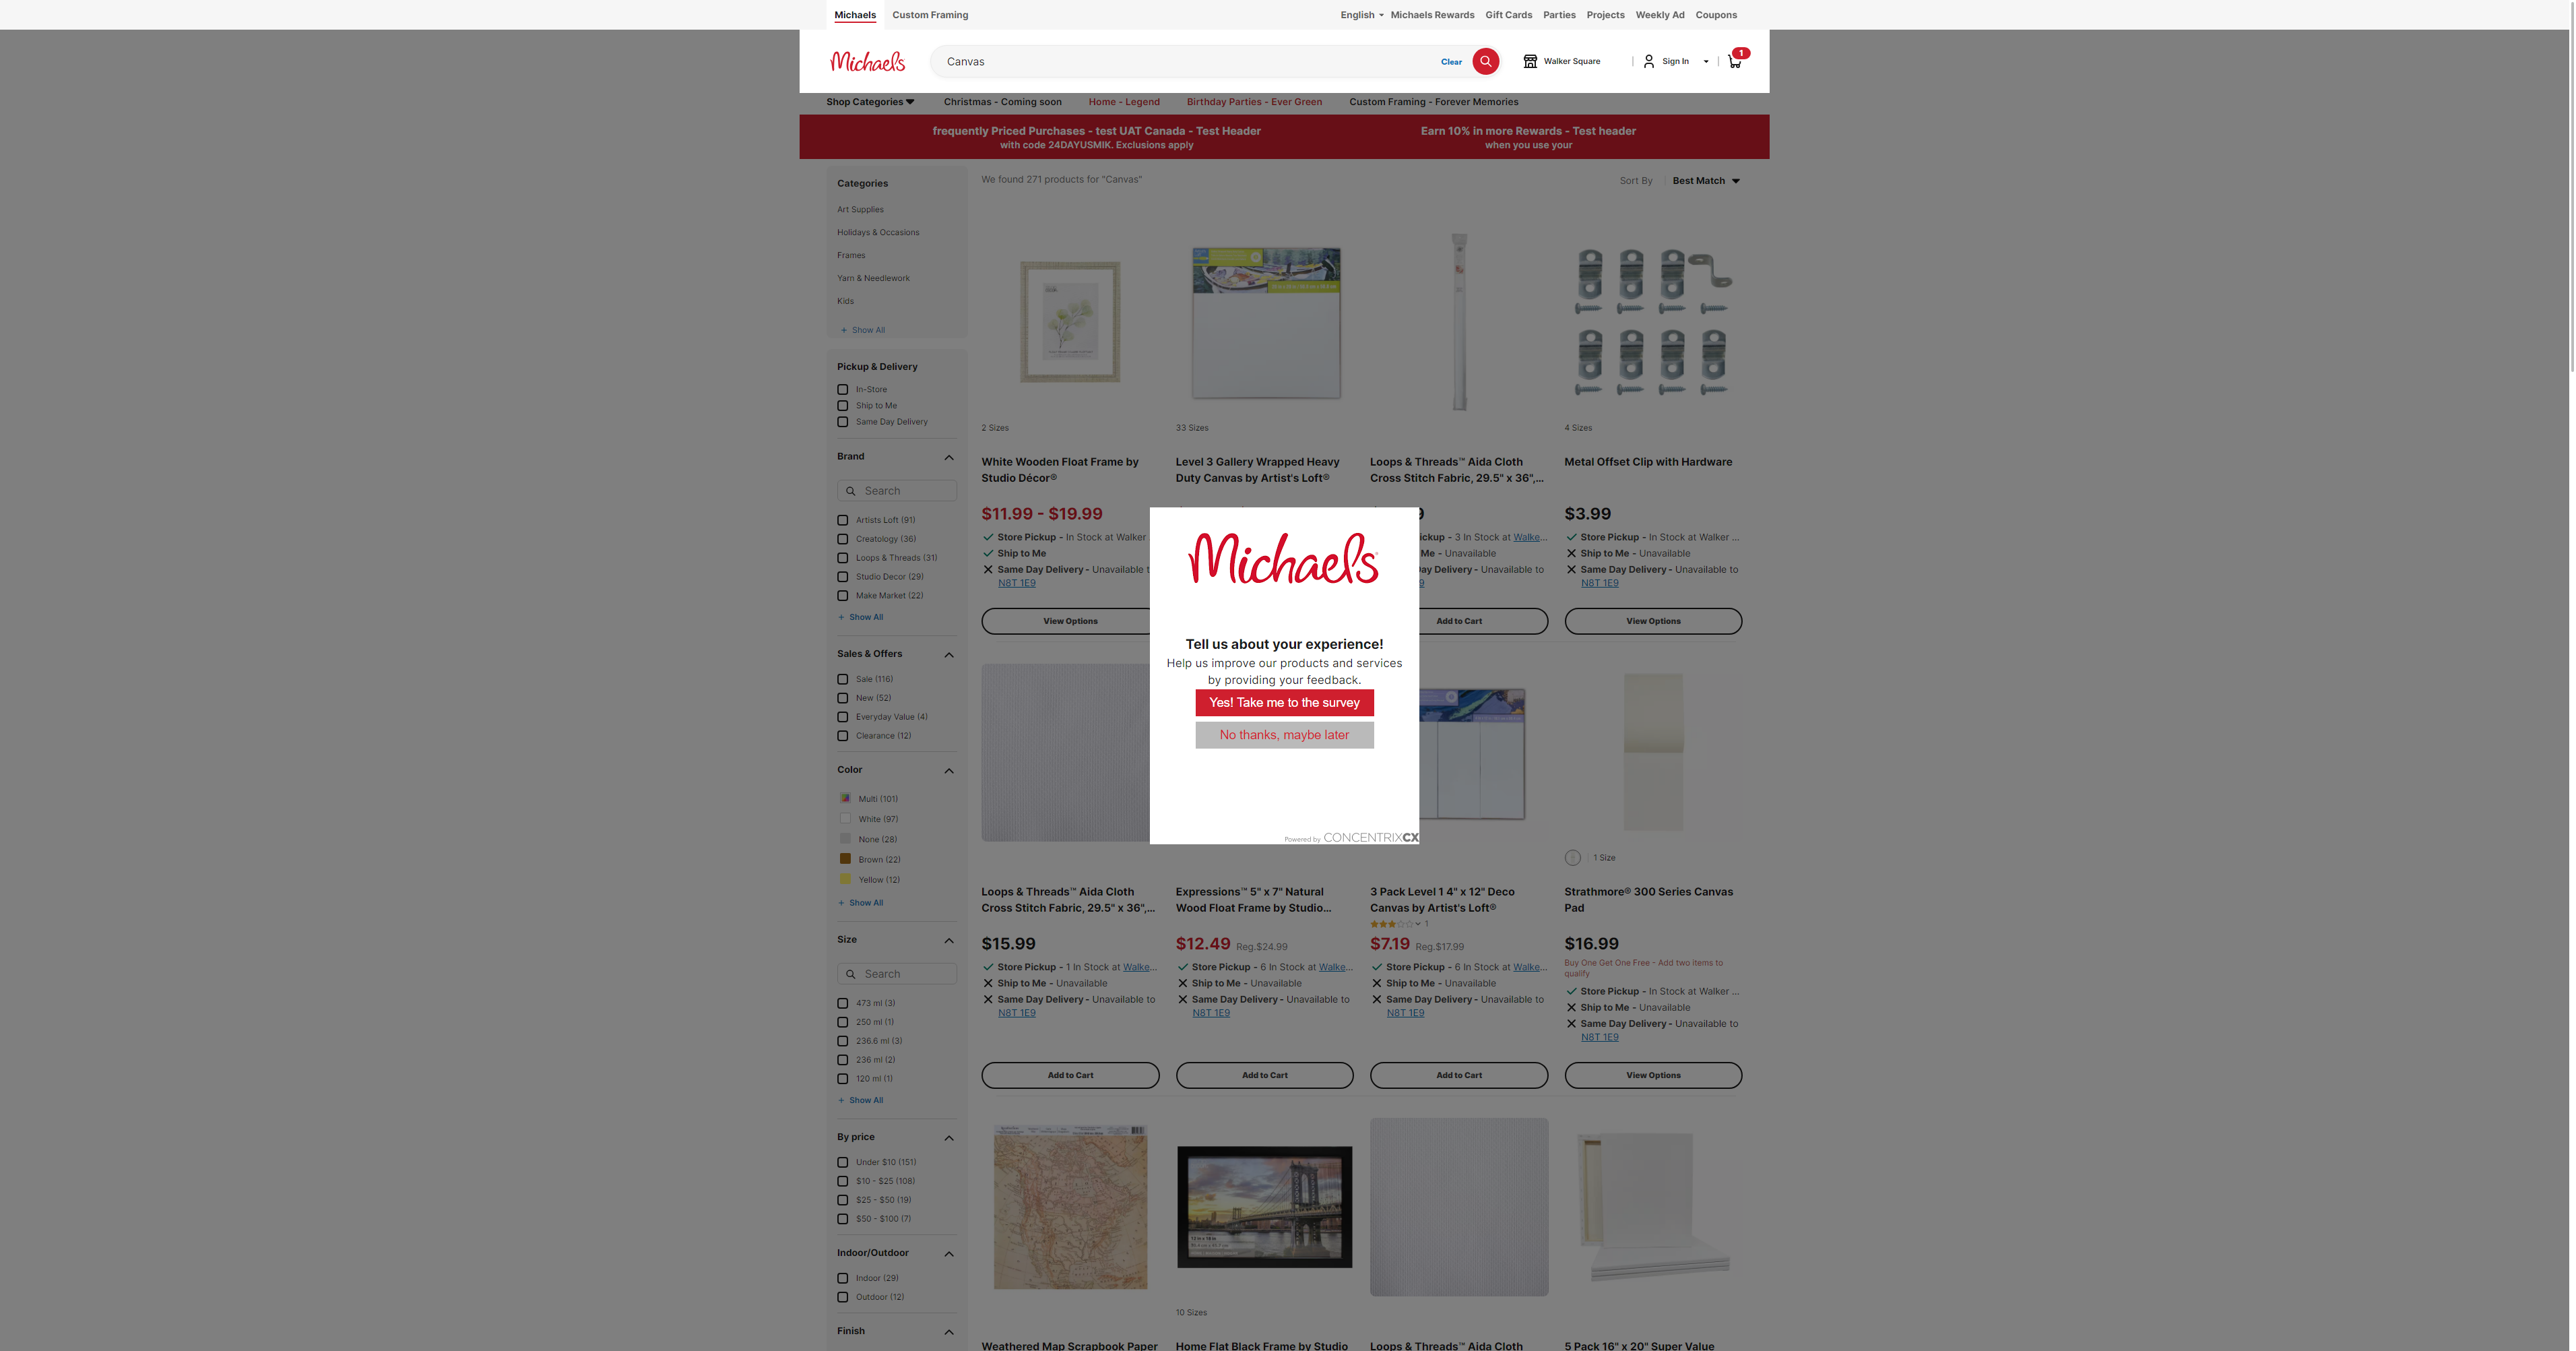 Michaels
Custom Framing
English
Michaels Rewards
Gift Cards
Parties
Projects
Weekly Ad
Coupons
Michaels
Canvas
Clear
Walker Square
Sign In
1
Shop Categories
Christmas - Coming soon
Home - Legend
Birthday Parties - Ever Green
Custom Framing - Forever Memories
frequently Priced Purchases - test UAT Canada - Test Header
with code 24DAYUSMIK. Exclusions apply
Earn 10% in more Rewards - Test header
when you use your
Categories
Art Supplies
Holidays & Occasions
Frames
Yarn & Needlework
Kids
+ Show All
Pickup & Delivery
In-Store
Ship to Me
Same Day Delivery
Brand
Search
Artists Loft (91)
Creatology (36)
Loops & Threads (31)
Studio Decor (29)
Make Market (22)
+ Show All
Sales & Offers
Sale (116)
New (52)
Everyday Value (4)
Clearance (12)
Color
Multi (101)
White (97)
None (28)
Brown (22)
Yellow (12)
+ Show All
Size
Search
473 ml (3)
250 ml (1)
236.6 ml (3)
236 ml (2)
120 ml (1)
+ Show All
By price
Under $10 (151)
$10 - $25 (108)
$25 - $50 (19)
$50 - $100 (7)
Indoor/Outdoor
Indoor (29)
Outdoor (12)
Finish
We found 271 products for "Canvas"
Sort By
Best Match
2 Sizes
White Wooden Float Frame by
Studio Décor®
$11.99 - $19.99
Store Pickup - In Stock at Walker
Ship to Me
Same Day Delivery - Unavailable t
N8T 1E9
View Options
33 Sizes
Level 3 Gallery Wrapped Heavy
Duty Canvas by Artist's Loft®
Loops & Threads™ Aida Cloth
Cross Stitch Fabric, 29.5" x 36",...
9
ickup - 3 In Stock at Walke...
Me - Unavailable
ay Delivery - Unavailable to
9
Add to Cart
4 Sizes
Metal Offset Clip with Hardware
$3.99
Store Pickup - In Stock at Walker ...
Ship to Me - Unavailable
Same Day Delivery - Unavailable to
N8T 1E9
View Options
Michaels
Tell us about your experience!
Help us improve our products and services
by providing your feedback.
Yes! Take me to the survey
No thanks, maybe later
Powered by CONCENTRIXCX
Loops & Threads™ Aida Cloth
Cross Stitch Fabric, 29.5" x 36",...
$15.99
Store Pickup - 1 In Stock at Walke...
Ship to Me - Unavailable
Same Day Delivery - Unavailable to
N8T 1E9
Add to Cart
Expressions™ 5" x 7" Natural
Wood Float Frame by Studio...
$12.49 Reg.$24.99
Store Pickup - 6 In Stock at Walke...
Ship to Me - Unavailable
Same Day Delivery - Unavailable to
N8T 1E9
Add to Cart
3 Pack Level 1 4" x 12" Deco
Canvas by Artist's Loft®
1
$7.19 Reg.$17.99
Store Pickup - 6 In Stock at Walke...
Ship to Me - Unavailable
Same Day Delivery - Unavailable to
N8T 1E9
Add to Cart
1 Size
Strathmore® 300 Series Canvas
Pad
$16.99
Buy One Get One Free - Add two items to
qualify
Store Pickup - In Stock at Walker ...
Ship to Me - Unavailable
Same Day Delivery - Unavailable to
N8T 1E9
View Options
Weathered Map Scrapbook Paper
10 Sizes
Home Flat Black Frame by Studio
Loops & Threads™ Aida Cloth
5 Pack 16" x 20" Super Value